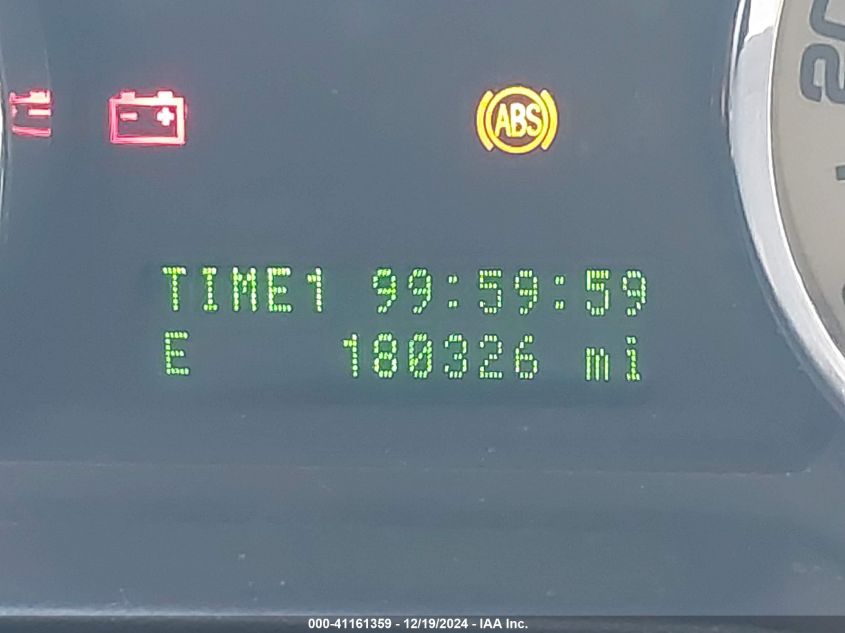 ABS
TIME1 99:59:59
E 180326 mi
000-41161359 - 12/19/2024 - IAA Inc.